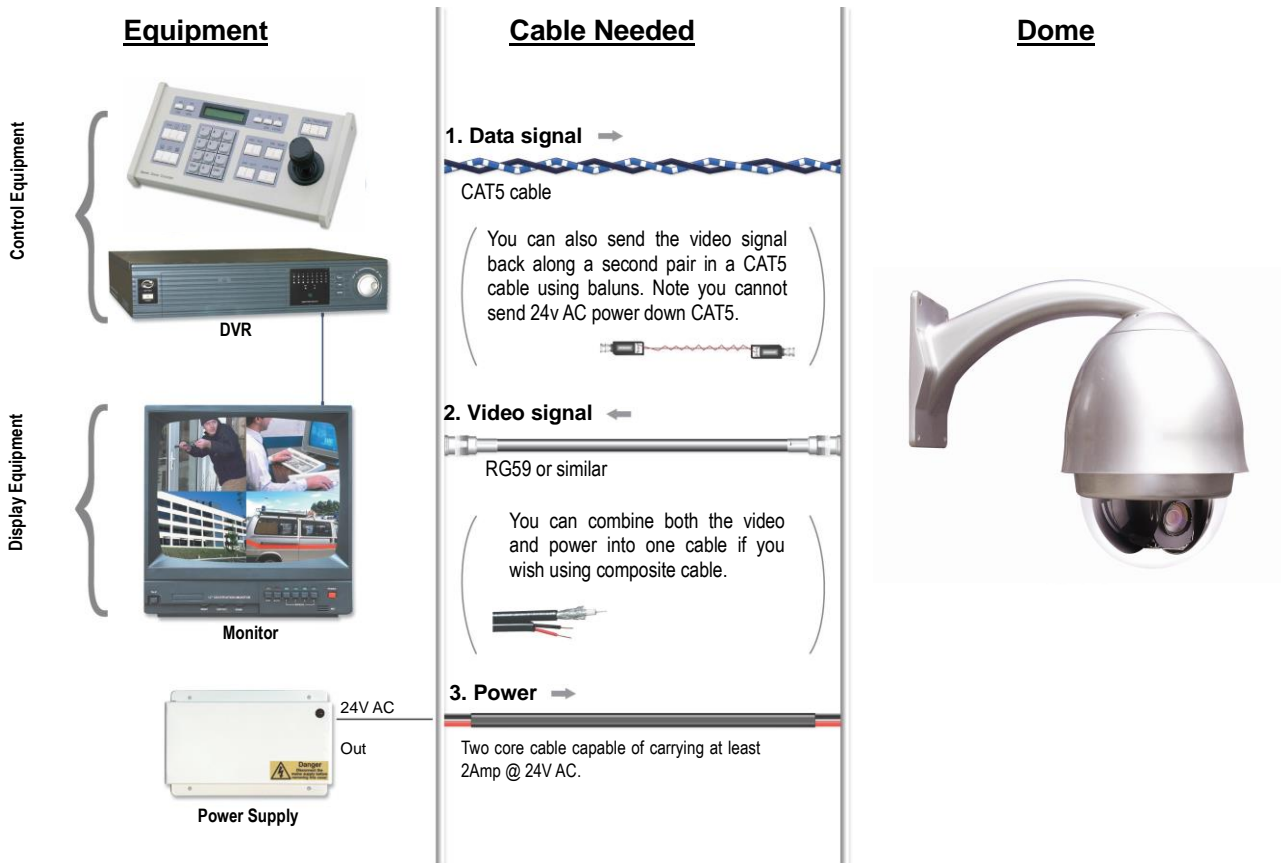 Equipment
Cable Needed
Dome
Control Equipment
DVR
Display Equipment
Monitor
24V AC
Out
Danger
Power Supply
1. Data signal
CAT5 cable
You can also send the video signal
back along a second pair in a CAT5
cable using baluns. Note you cannot
send 24v AC power down CAT5.
2. Video signal
RG59 or similar
You can combine both the video
and power into one cable if you
wish using composite cable.
3. Power
Two core cable capable of carrying at least
2Amp @ 24V AC.